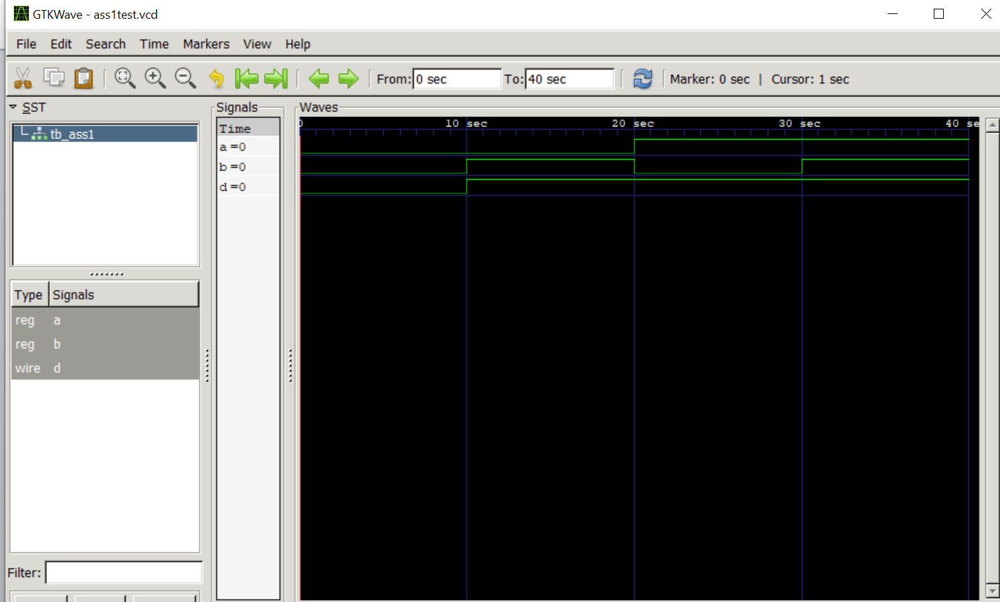 GTKWave - ass1test.vcd
File Edit Search Time Markers View Help
From: 0 sec To: 40 sec Marker: 0 sec | Cursor: 1 sec
SST
tb_ass1
Type Signals
reg a
reg b
wire d
Filter:
Signals
Time
a =0
b =0
d =0
Waves
0 10 sec 20 sec 30 sec 40 se